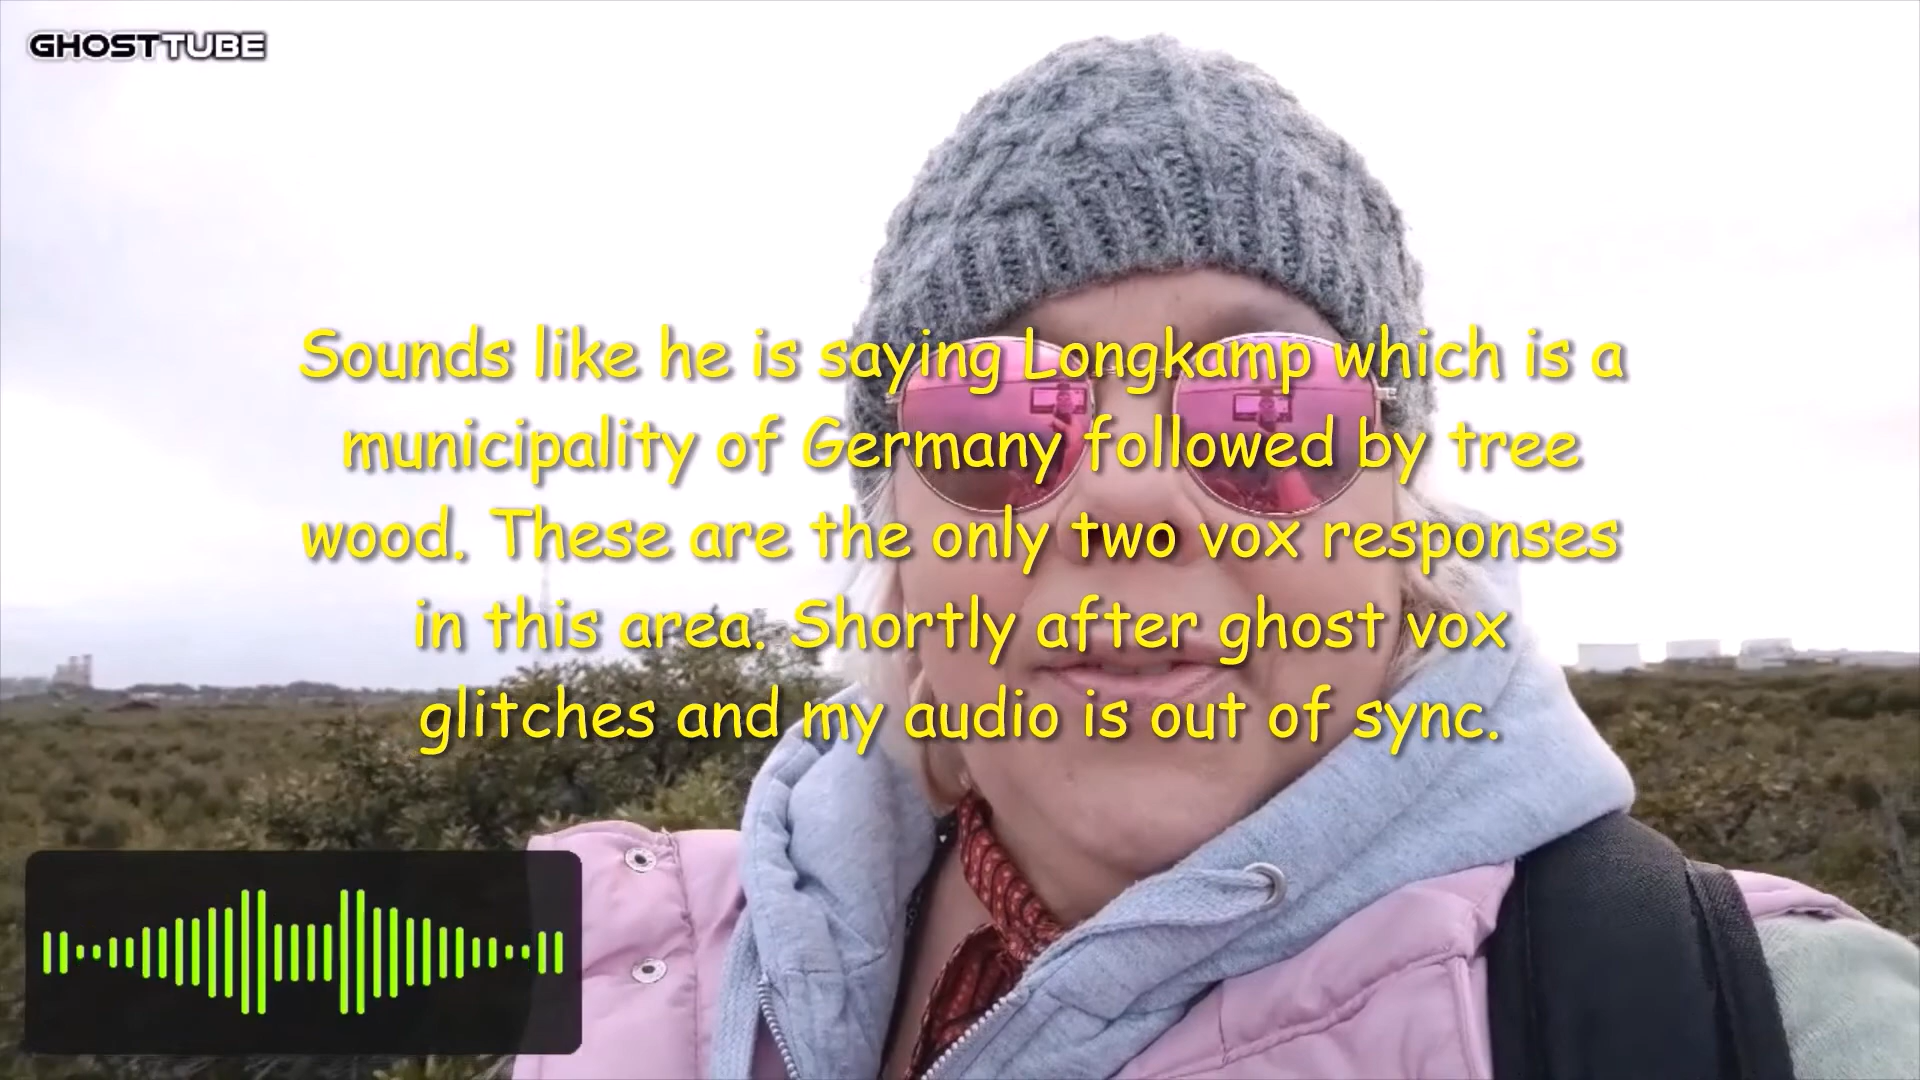 GHOSTTUBE
Sounds like he is saying Longkamp which is a
municipality of Germany followed by tree
wood. These are the only two vox responses
in this area. Shortly after ghost vox
glitches and my audio is out of sync.